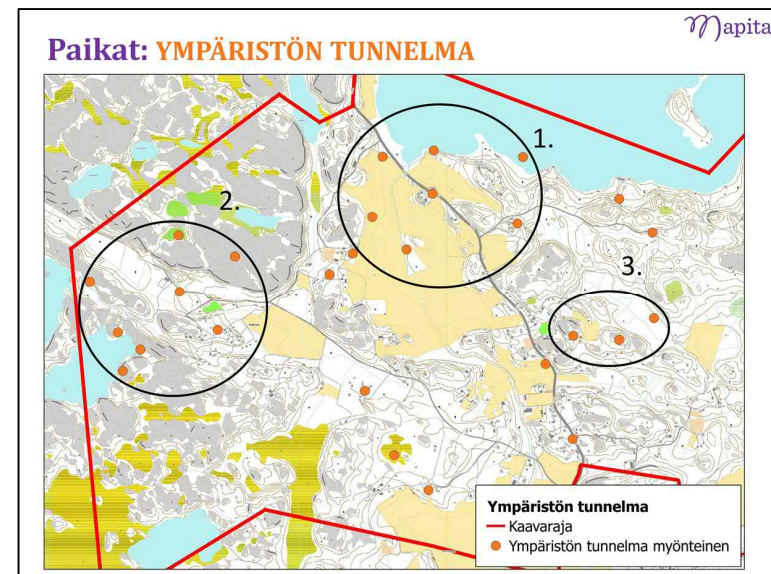 Mapita
Paikat: YMPÄRISTÖN TUNNELMA
1.
2.
3.
Ympäristön tunnelma
Kaavaraja
Ympäristön tunnelma myönteinen